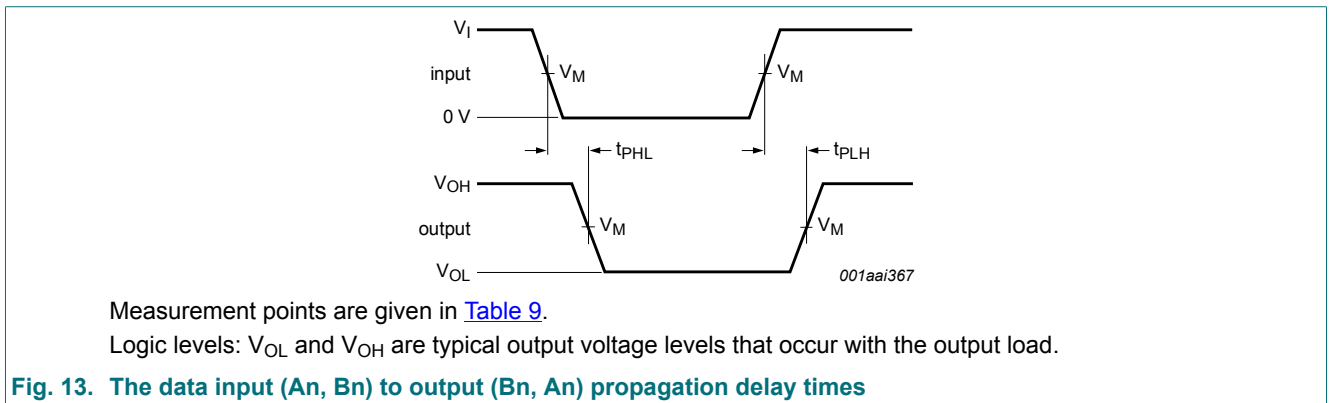 V_I
V_M V_M
input
0 V
t_PHL t_PLH
V_OH
V_M V_M
output
V_OL
001aai367
Measurement points are given in Table 9.
Logic levels: V_OL and V_OH are typical output voltage levels that occur with the output load.
Fig. 13. The data input (An, Bn) to output (Bn, An) propagation delay times